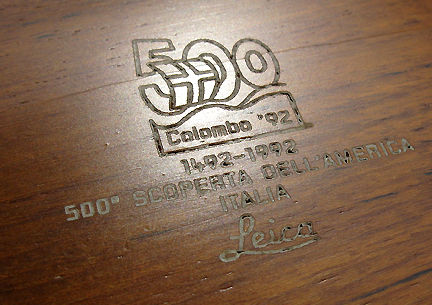 500
Colombo '92
1492-1992
500° SCOPERTA DELL'AMERICA
ITALIA
Leica